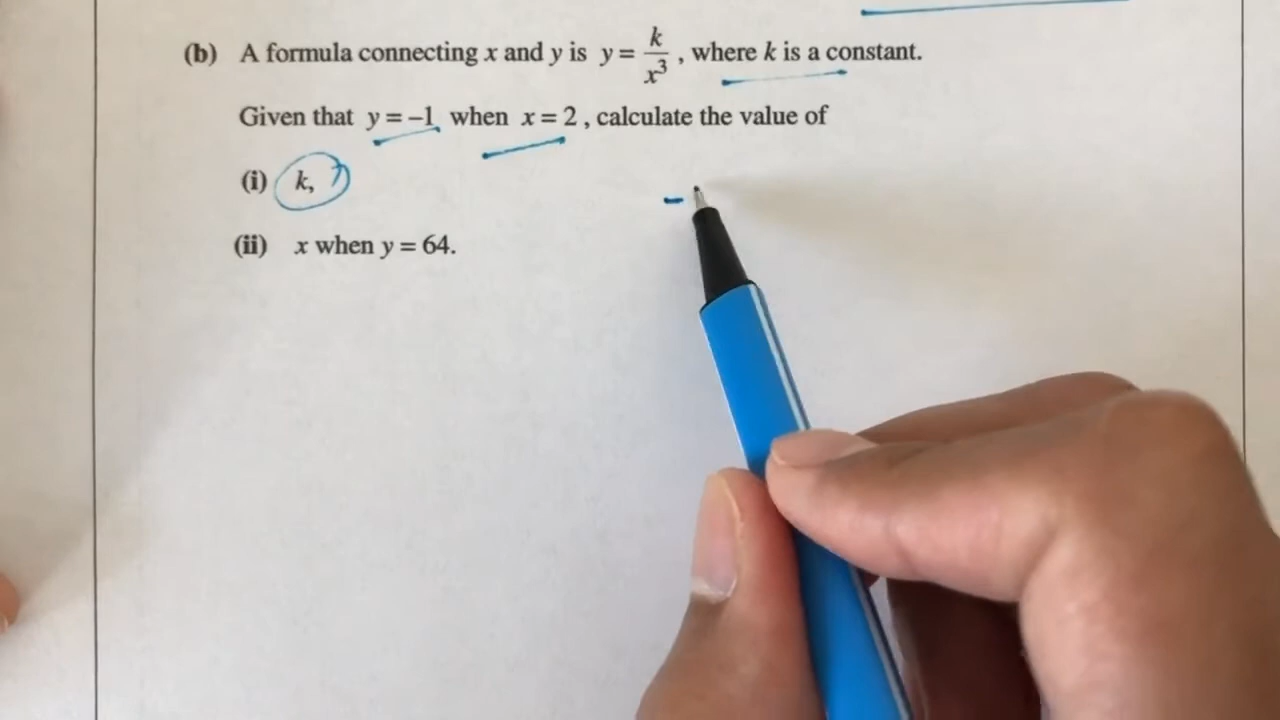 (b) A formula connecting x and y is y = k/x³ , where k is a constant.
Given that y = –1 when x = 2 , calculate the value of
(i) k,
(ii) x when y = 64.
-